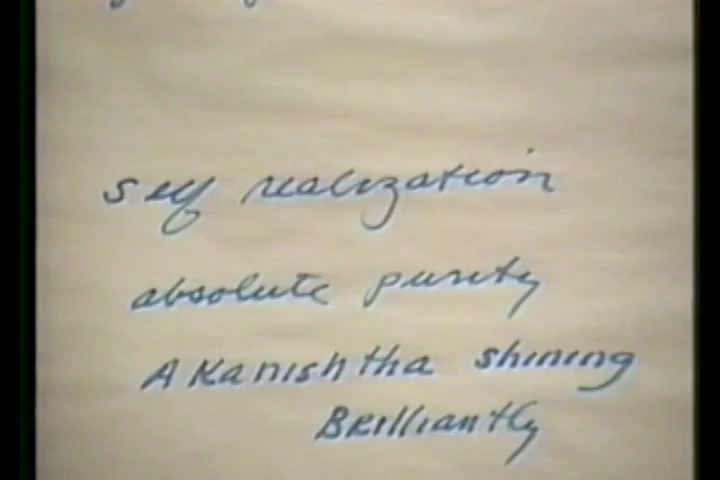 self realization
absolute purity
AKanishtha shining
Brilliantly